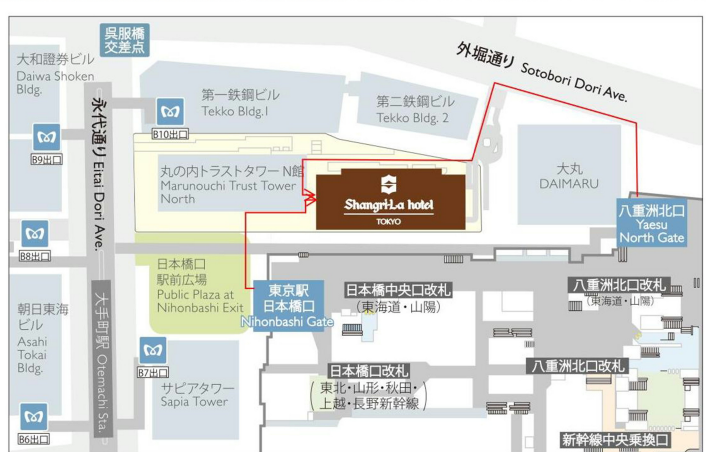 呉服橋
交差点
大和證券ビル
Daiwa Shoken
Bldg.
外堀通り Sotobori Dori Ave.
第一鉄鋼ビル
Tekko Bldg.1
第二鉄鋼ビル
Tekko Bldg. 2
永代通り Eitai Dori Ave.
B10出口
B9出口
丸の内トラストタワー N館
Marunouchi Trust Tower
North
Shangri-La hotel
TOKYO
大丸
DAIMARU
八重洲北口
Yaesu
North Gate
B8出口
日本橋口
駅前広場
Public Plaza at
Nihonbashi Exit
東京駅
日本橋口
Nihonbashi Gate
日本橋中央口改札
(東海道・山陽)
八重洲北口改札
(東海道・山陽)
朝日東海
ビル
Asahi
Tokai
Bldg.
大手町駅 Otemachi Sta.
B7出口
サピアタワー
Sapia Tower
日本橋口改札
(東北・山形・秋田・
上越・長野新幹線)
八重洲北口改札
B6出口
新幹線中央乗換口